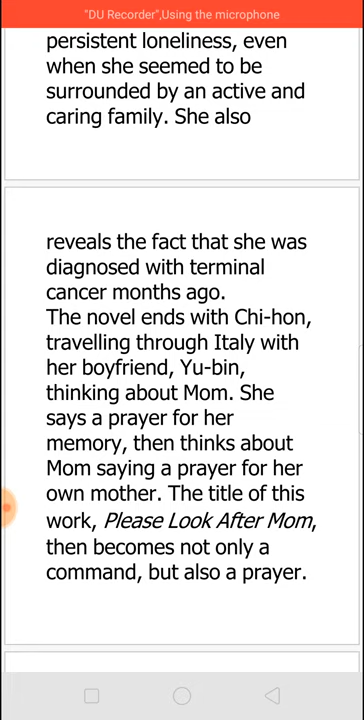 "DU Recorder",Using the microphone
persistent loneliness, even
when she seemed to be
surrounded by an active and
caring family. She also
reveals the fact that she was
diagnosed with terminal
cancer months ago.
The novel ends with Chi-hon,
travelling through Italy with
her boyfriend, Yu-bin,
thinking about Mom. She
says a prayer for her
memory, then thinks about
Mom saying a prayer for her
own mother. The title of this
work, Please Look After Mom,
then becomes not only a
command, but also a prayer.